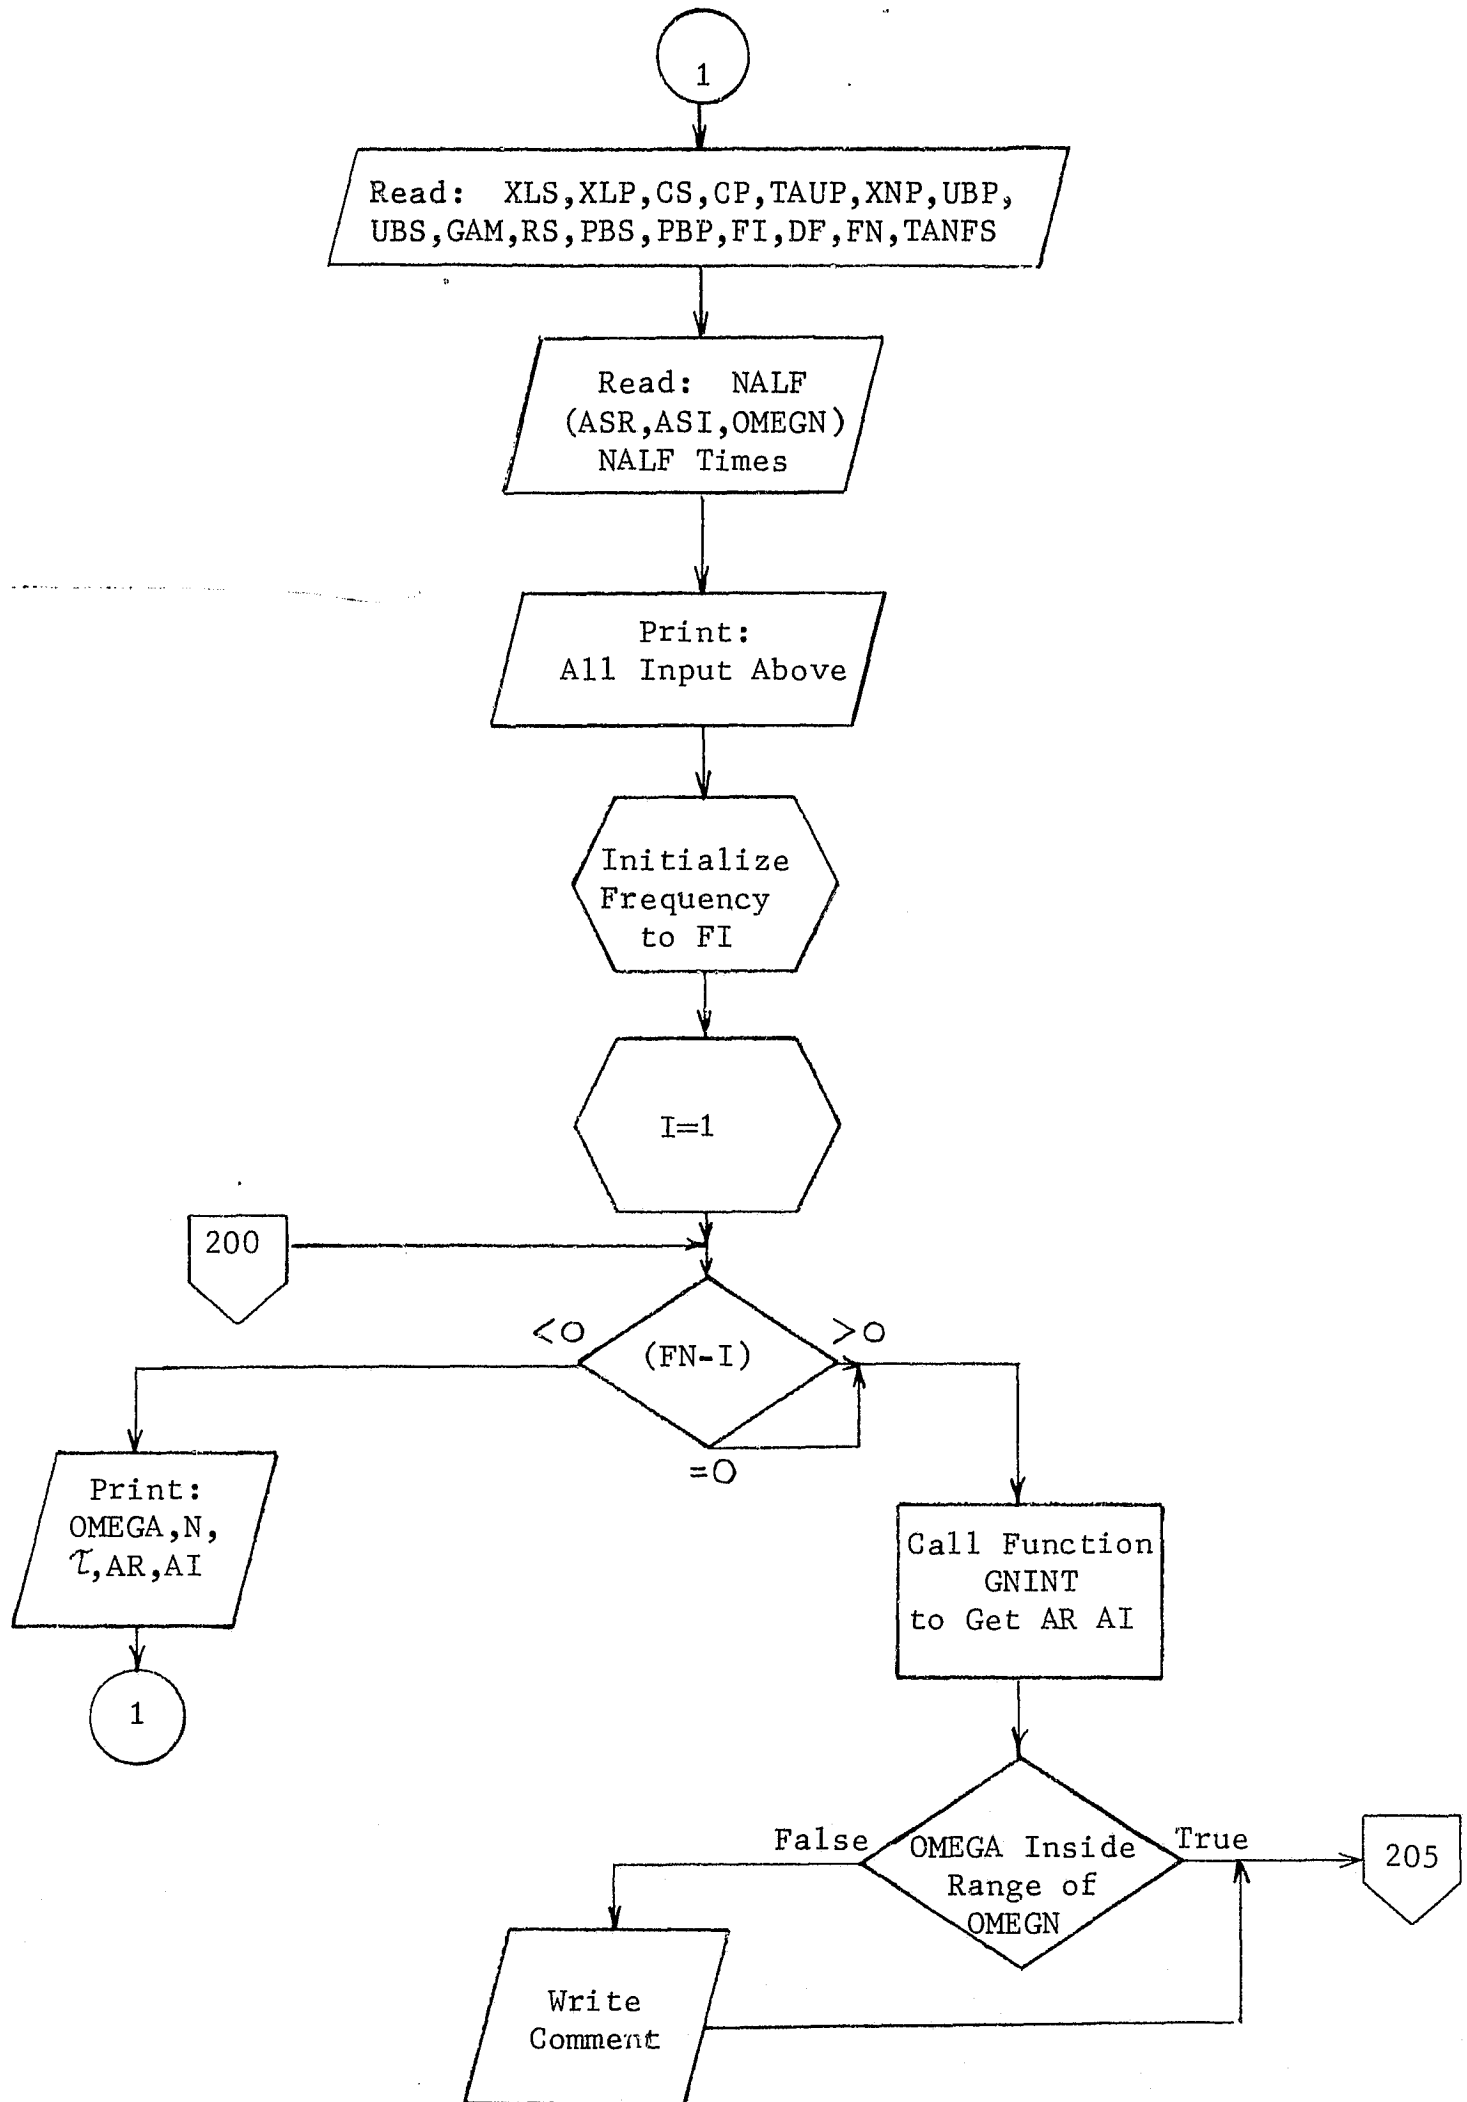 1
Read: XLS,XLP,CS,CP,TAUP,XNP,UBP,
UBS,GAM,RS,PBS,PBP,FI,DF,FN,TANFS
Read: NALF
(ASR,ASI,OMEGN)
NALF Times
Print:
All Input Above
Initialize
Frequency
to FI
I=1
200
<0
(FN-I)
>0
=0
Print:
OMEGA,N,
τ,AR,AI
1
Call Function
GNINT
to Get AR AI
False
OMEGA Inside
Range of
OMEGN
True
205
Write
Comment